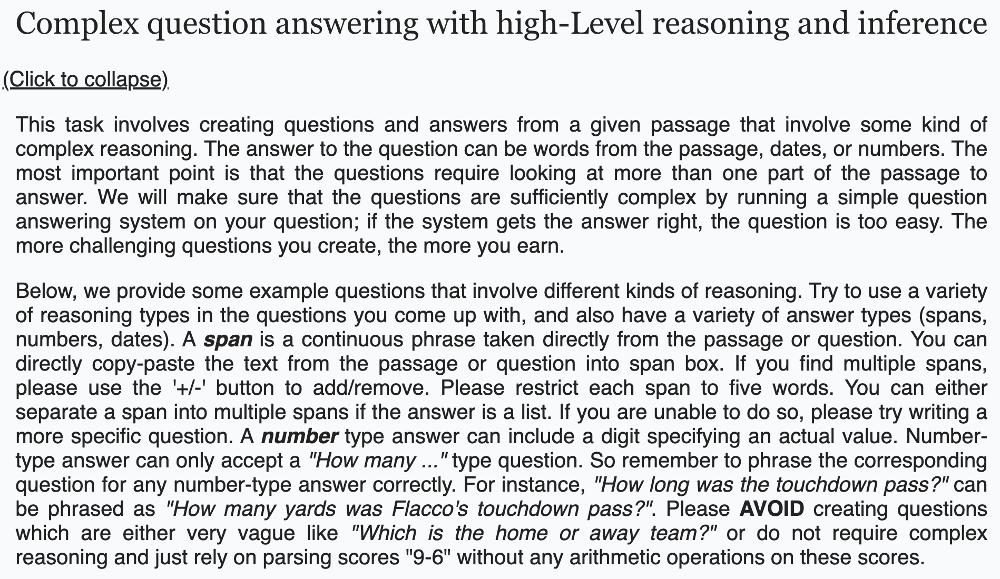 Complex question answering with high-Level reasoning and inference
(Click to collapse)
This task involves creating questions and answers from a given passage that involve some kind of
complex reasoning. The answer to the question can be words from the passage, dates, or numbers. The
most important point is that the questions require looking at more than one part of the passage to
answer. We will make sure that the questions are sufficiently complex by running a simple question
answering system on your question; if the system gets the answer right, the question is too easy. The
more challenging questions you create, the more you earn.
Below, we provide some example questions that involve different kinds of reasoning. Try to use a variety
of reasoning types in the questions you come up with, and also have a variety of answer types (spans,
numbers, dates). A span is a continuous phrase taken directly from the passage or question. You can
directly copy-paste the text from the passage or question into span box. If you find multiple spans,
please use the '+/-' button to add/remove. Please restrict each span to five words. You can either
separate a span into multiple spans if the answer is a list. If you are unable to do so, please try writing a
more specific question. A number type answer can include a digit specifying an actual value. Number-
type answer can only accept a "How many ..." type question. So remember to phrase the corresponding
question for any number-type answer correctly. For instance, "How long was the touchdown pass?" can
be phrased as "How many yards was Flacco's touchdown pass?". Please AVOID creating questions
which are either very vague like "Which is the home or away team?" or do not require complex
reasoning and just rely on parsing scores "9-6" without any arithmetic operations on these scores.